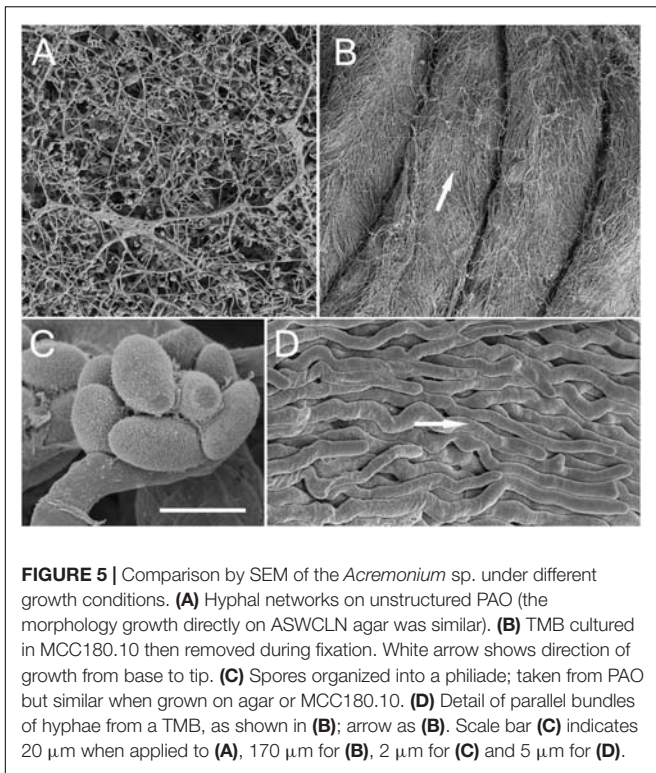 A
B
C
D
FIGURE 5 | Comparison by SEM of the Acremonium sp. under different
growth conditions. (A) Hyphal networks on unstructured PAO (the
morphology growth directly on ASWCLN agar was similar). (B) TMB cultured
in MCC180.10 then removed during fixation. White arrow shows direction of
growth from base to tip. (C) Spores organized into a philiade; taken from PAO
but similar when grown on agar or MCC180.10. (D) Detail of parallel bundles
of hyphae from a TMB, as shown in (B); arrow as (B). Scale bar (C) indicates
20 μm when applied to (A), 170 μm for (B), 2 μm for (C) and 5 μm for (D).